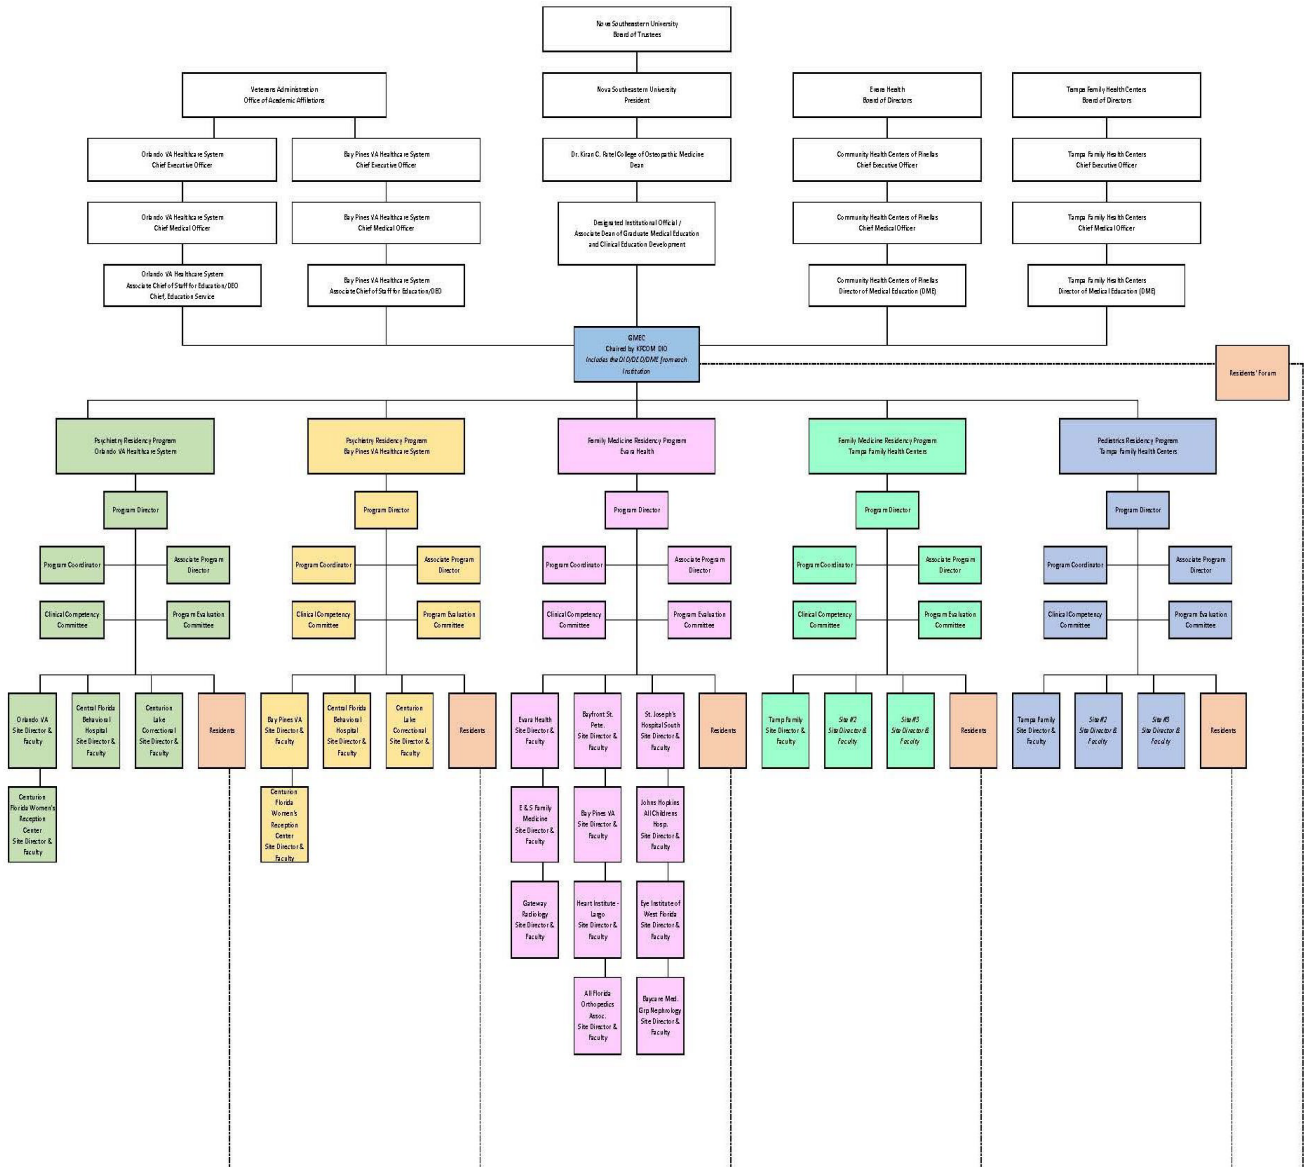 Nova Southeastern University
Board of Trustees
Veterans Administration
Office of Academic Affiliations
Nova Southeastern University
President
Evara Health
Board of Directors
Tampa Family Health Centers
Board of Directors
Orlando VA Healthcare System
Chief Executive Officer
Bay Pines VA Healthcare System
Chief Executive Officer
Dr. Kiran C. Patel College of Osteopathic Medicine
Dean
Community Health Centers of Pinellas
Chief Executive Officer
Tampa Family Health Centers
Chief Executive Officer
Orlando VA Healthcare System
Chief Medical Officer
Bay Pines VA Healthcare System
Chief Medical Officer
Designated Institutional Official /
Associate Dean of Graduate Medical Education
and Clinical Education Development
Community Health Centers of Pinellas
Chief Medical Officer
Tampa Family Health Centers
Chief Medical Officer
Orlando VA Healthcare System
Associate Chief of Staff for Education/DEO
Chief, Education Service
Bay Pines VA Healthcare System
Associate Chief of Staff for Education/DEO
Community Health Centers of Pinellas
Director of Medical Education (DME)
Tampa Family Health Centers
Director of Medical Education (DME)
GMEC
Chaired by KPCOM DIO
Includes the DIO/DEO/DME from each
Institution
Residents' Forum
Psychiatry Residency Program
Orlando VA Healthcare System
Psychiatry Residency Program
Bay Pines VA Healthcare System
Family Medicine Residency Program
Evara Health
Family Medicine Residency Program
Tampa Family Health Centers
Pediatrics Residency Program
Tampa Family Health Centers
Program Director
Program Director
Program Director
Program Director
Program Director
Program Coordinator
Associate Program
Director
Program Coordinator
Associate Program
Director
Program Coordinator
Associate Program
Director
Program Coordinator
Associate Program
Director
Program Coordinator
Associate Program
Director
Clinical Competency
Committee
Program Evaluation
Committee
Clinical Competency
Committee
Program Evaluation
Committee
Clinical Competency
Committee
Program Evaluation
Committee
Clinical Competency
Committee
Program Evaluation
Committee
Clinical Competency
Committee
Program Evaluation
Committee
Orlando VA
Site Director &
Faculty
Central Florida
Behavioral
Hospital
Site Director &
Faculty
Centurion
Lake
Correctional
Site Director &
Faculty
Residents
Bay Pines VA
Site Director &
Faculty
Central Florida
Behavioral
Hospital
Site Director &
Faculty
Centurion
Lake
Correctional
Site Director &
Faculty
Residents
Evara Health
Site Director &
Faculty
Bayfront St.
Pete.
Site Director &
Faculty
St. Joseph's
Hospital South
Site Director &
Faculty
Residents
Tamp Family
Site Director &
Faculty
Site #2
Site Director &
Faculty
Site #3
Site Director &
Faculty
Residents
Tampa Family
Site Director &
Faculty
Site #2
Site Director &
Faculty
Site #3
Site Director &
Faculty
Residents
Centurion
Florida Women's
Reception
Center
Site Director &
Faculty
Centurion
Florida
Women's
Reception
Center
Site Director &
Faculty
E & S Family
Medicine
Site Director &
Faculty
Bay Pines VA
Site Director &
Faculty
Johns Hopkins
All Childrens
Hosp.
Site Director &
Faculty
Gateway
Radiology
Site Director &
Faculty
Heart Institute -
Largo
Site Director &
Faculty
Eye Institute of
West Florida
Site Director &
Faculty
All Florida
Orthopedics
Assoc.
Site Director &
Faculty
Baycare Med.
Grp Nephrology
Site Director &
Faculty